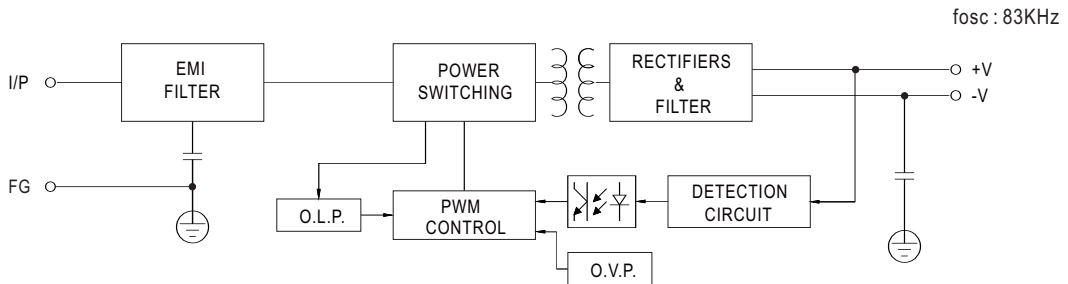 fosc : 83KHz
I/P
EMI
FILTER
POWER
SWITCHING
RECTIFIERS
&
FILTER
+V
-V
FG
O.L.P.
PWM
CONTROL
DETECTION
CIRCUIT
O.V.P.